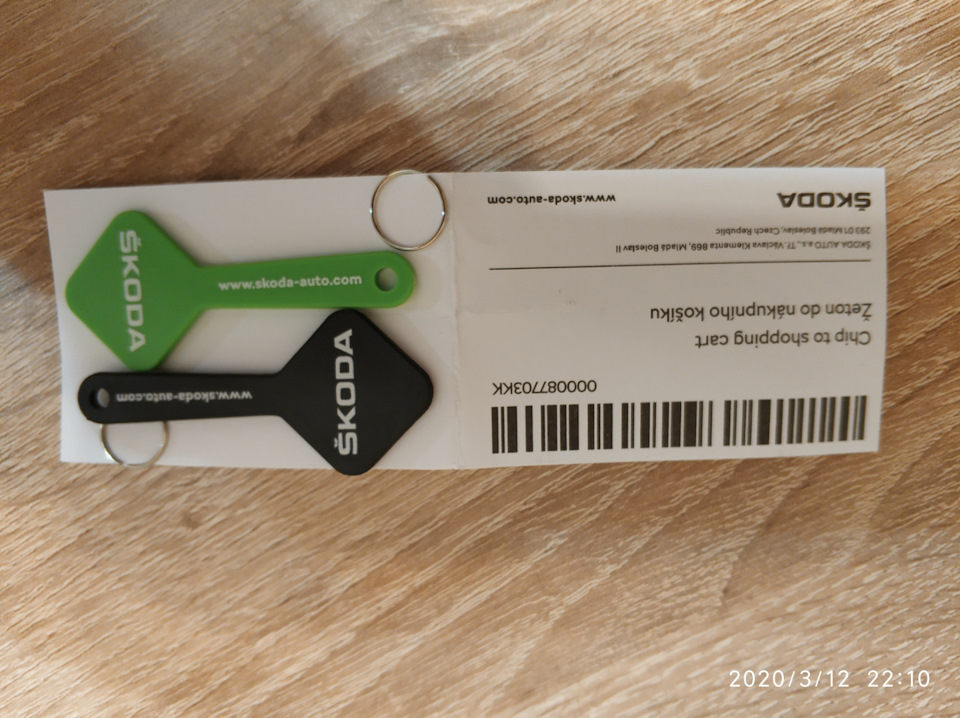 ŠKODA
www.skoda-auto.com
ŠKODA
www.skoda-auto.com
ŠKODA
www.skoda-auto.com
ŠKODA AUTO a.s., Tř. Václava Klementa 869, Mladá Boleslav II
293 01 Mladá Boleslav, Czech Republic
Chip to shopping cart
Žeton do nákupního košíku
000087703KK
2020/3/12 22:10